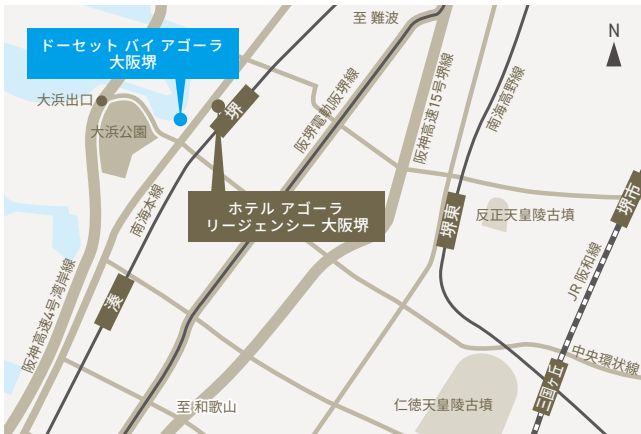 至 難波
N
ドーセット バイ アゴーラ
大阪堺
大浜出口
大浜公園
堺
阪堺電軌阪堺線
阪神高速15号堺線
南海高野線
ホテル アゴーラ
リージェンシー 大阪堺
南海本線
堺東
反正天皇陵古墳
堺市
JR 阪和線
湊
阪神高速4号湾岸線
中央環状線
三国ヶ丘
至 和歌山
仁徳天皇陵古墳